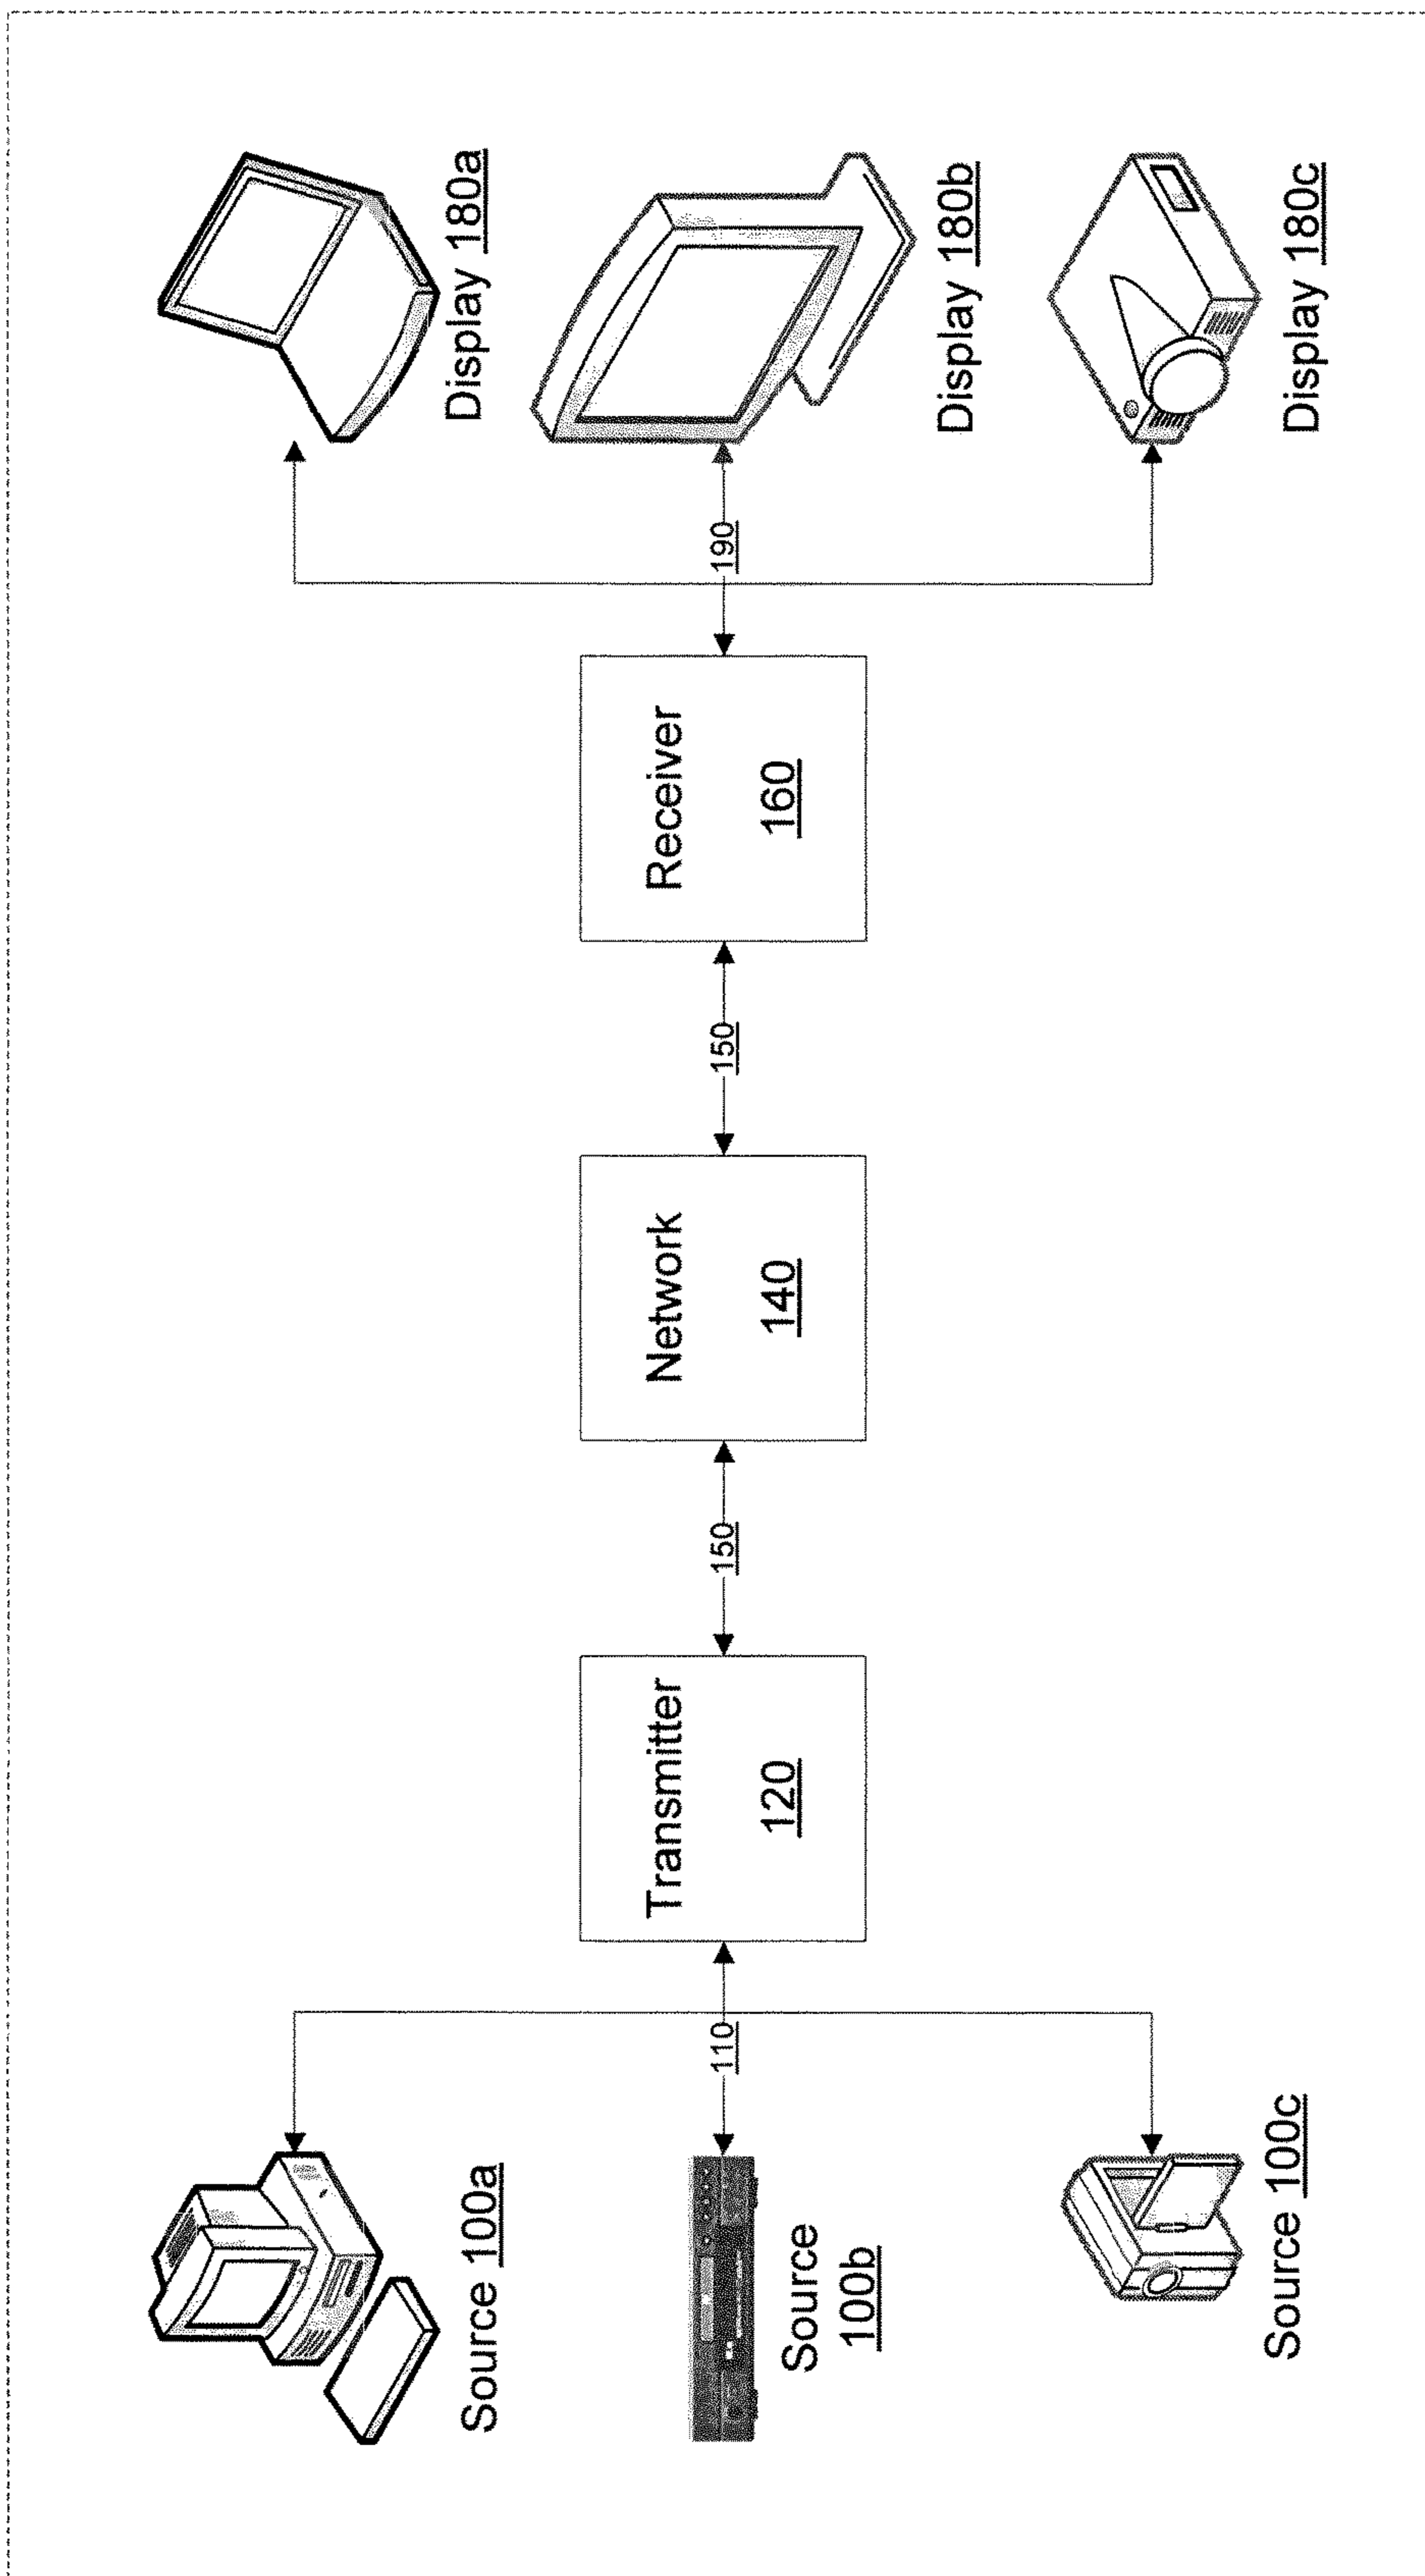 Source 100a
Source
100b
Source 100c
110
Transmitter
120
150
Network
140
150
Receiver
160
190
Display 180a
Display 180b
Display 180c